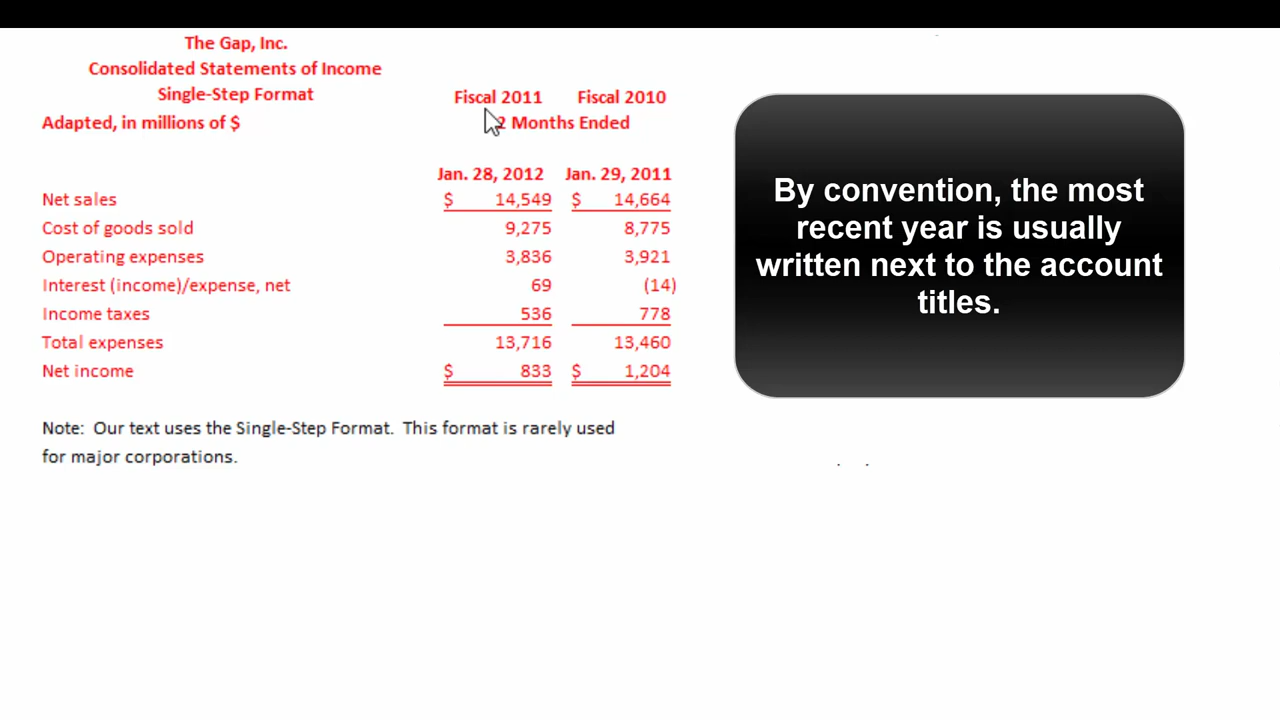 The Gap, Inc.
Consolidated Statements of Income
Single-Step Format
Fiscal 2011 Fiscal 2010
Adapted, in millions of $ 2 Months Ended
Jan. 28, 2012 Jan. 29, 2011
Net sales $ 14,549 $ 14,664
Cost of goods sold 9,275 8,775
Operating expenses 3,836 3,921
Interest (income)/expense, net 69 (14)
Income taxes 536 778
Total expenses 13,716 13,460
Net income $ 833 $ 1,204
Note: Our text uses the Single-Step Format. This format is rarely used
for major corporations.
By convention, the most
recent year is usually
written next to the account
titles.